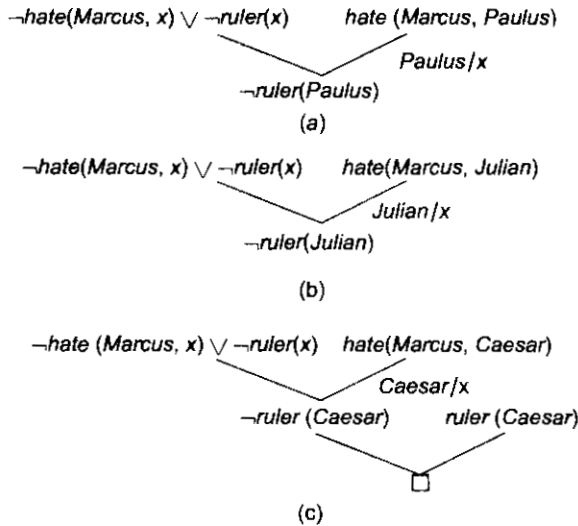 ¬hate(Marcus, x) ∨ ¬ruler(x) hate (Marcus, Paulus)
Paulus/x
¬ruler(Paulus)
(a)
¬hate(Marcus, x) ∨ ¬ruler(x) hate(Marcus, Julian)
Julian/x
¬ruler(Julian)
(b)
¬hate (Marcus, x) ∨ ¬ruler(x) hate(Marcus, Caesar)
Caesar/x
¬ruler (Caesar) ruler (Caesar)
(c)